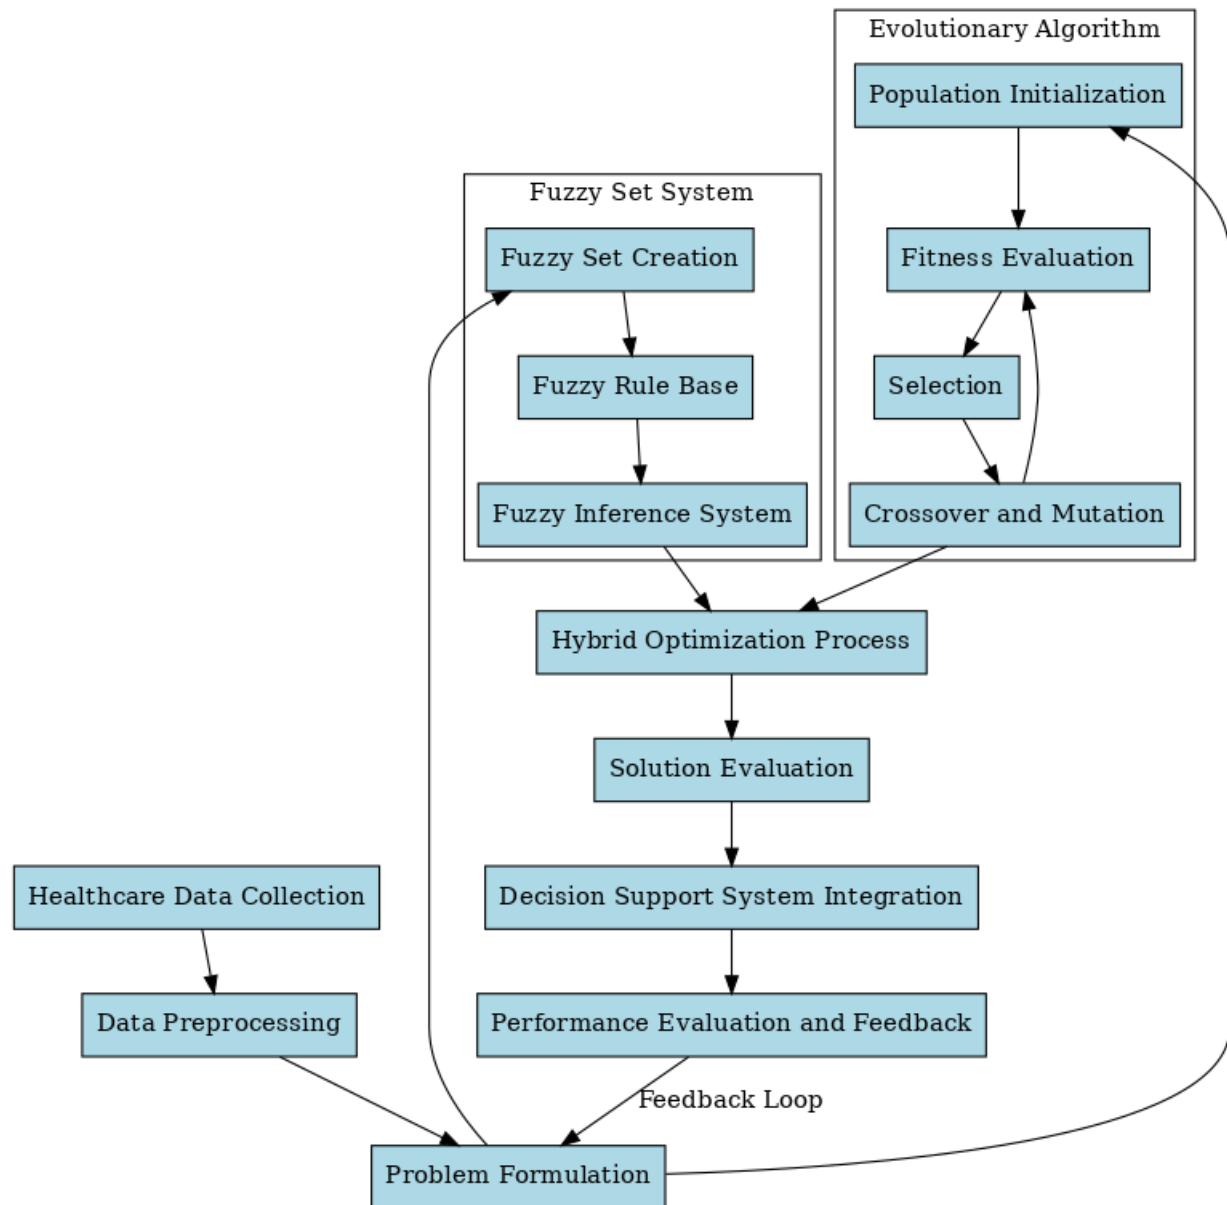 Evolutionary Algorithm
Population Initialization
Fuzzy Set System
Fuzzy Set Creation
Fitness Evaluation
Fuzzy Rule Base
Selection
Fuzzy Inference System
Crossover and Mutation
Hybrid Optimization Process
Solution Evaluation
Healthcare Data Collection
Decision Support System Integration
Data Preprocessing
Performance Evaluation and Feedback
Feedback Loop
Problem Formulation